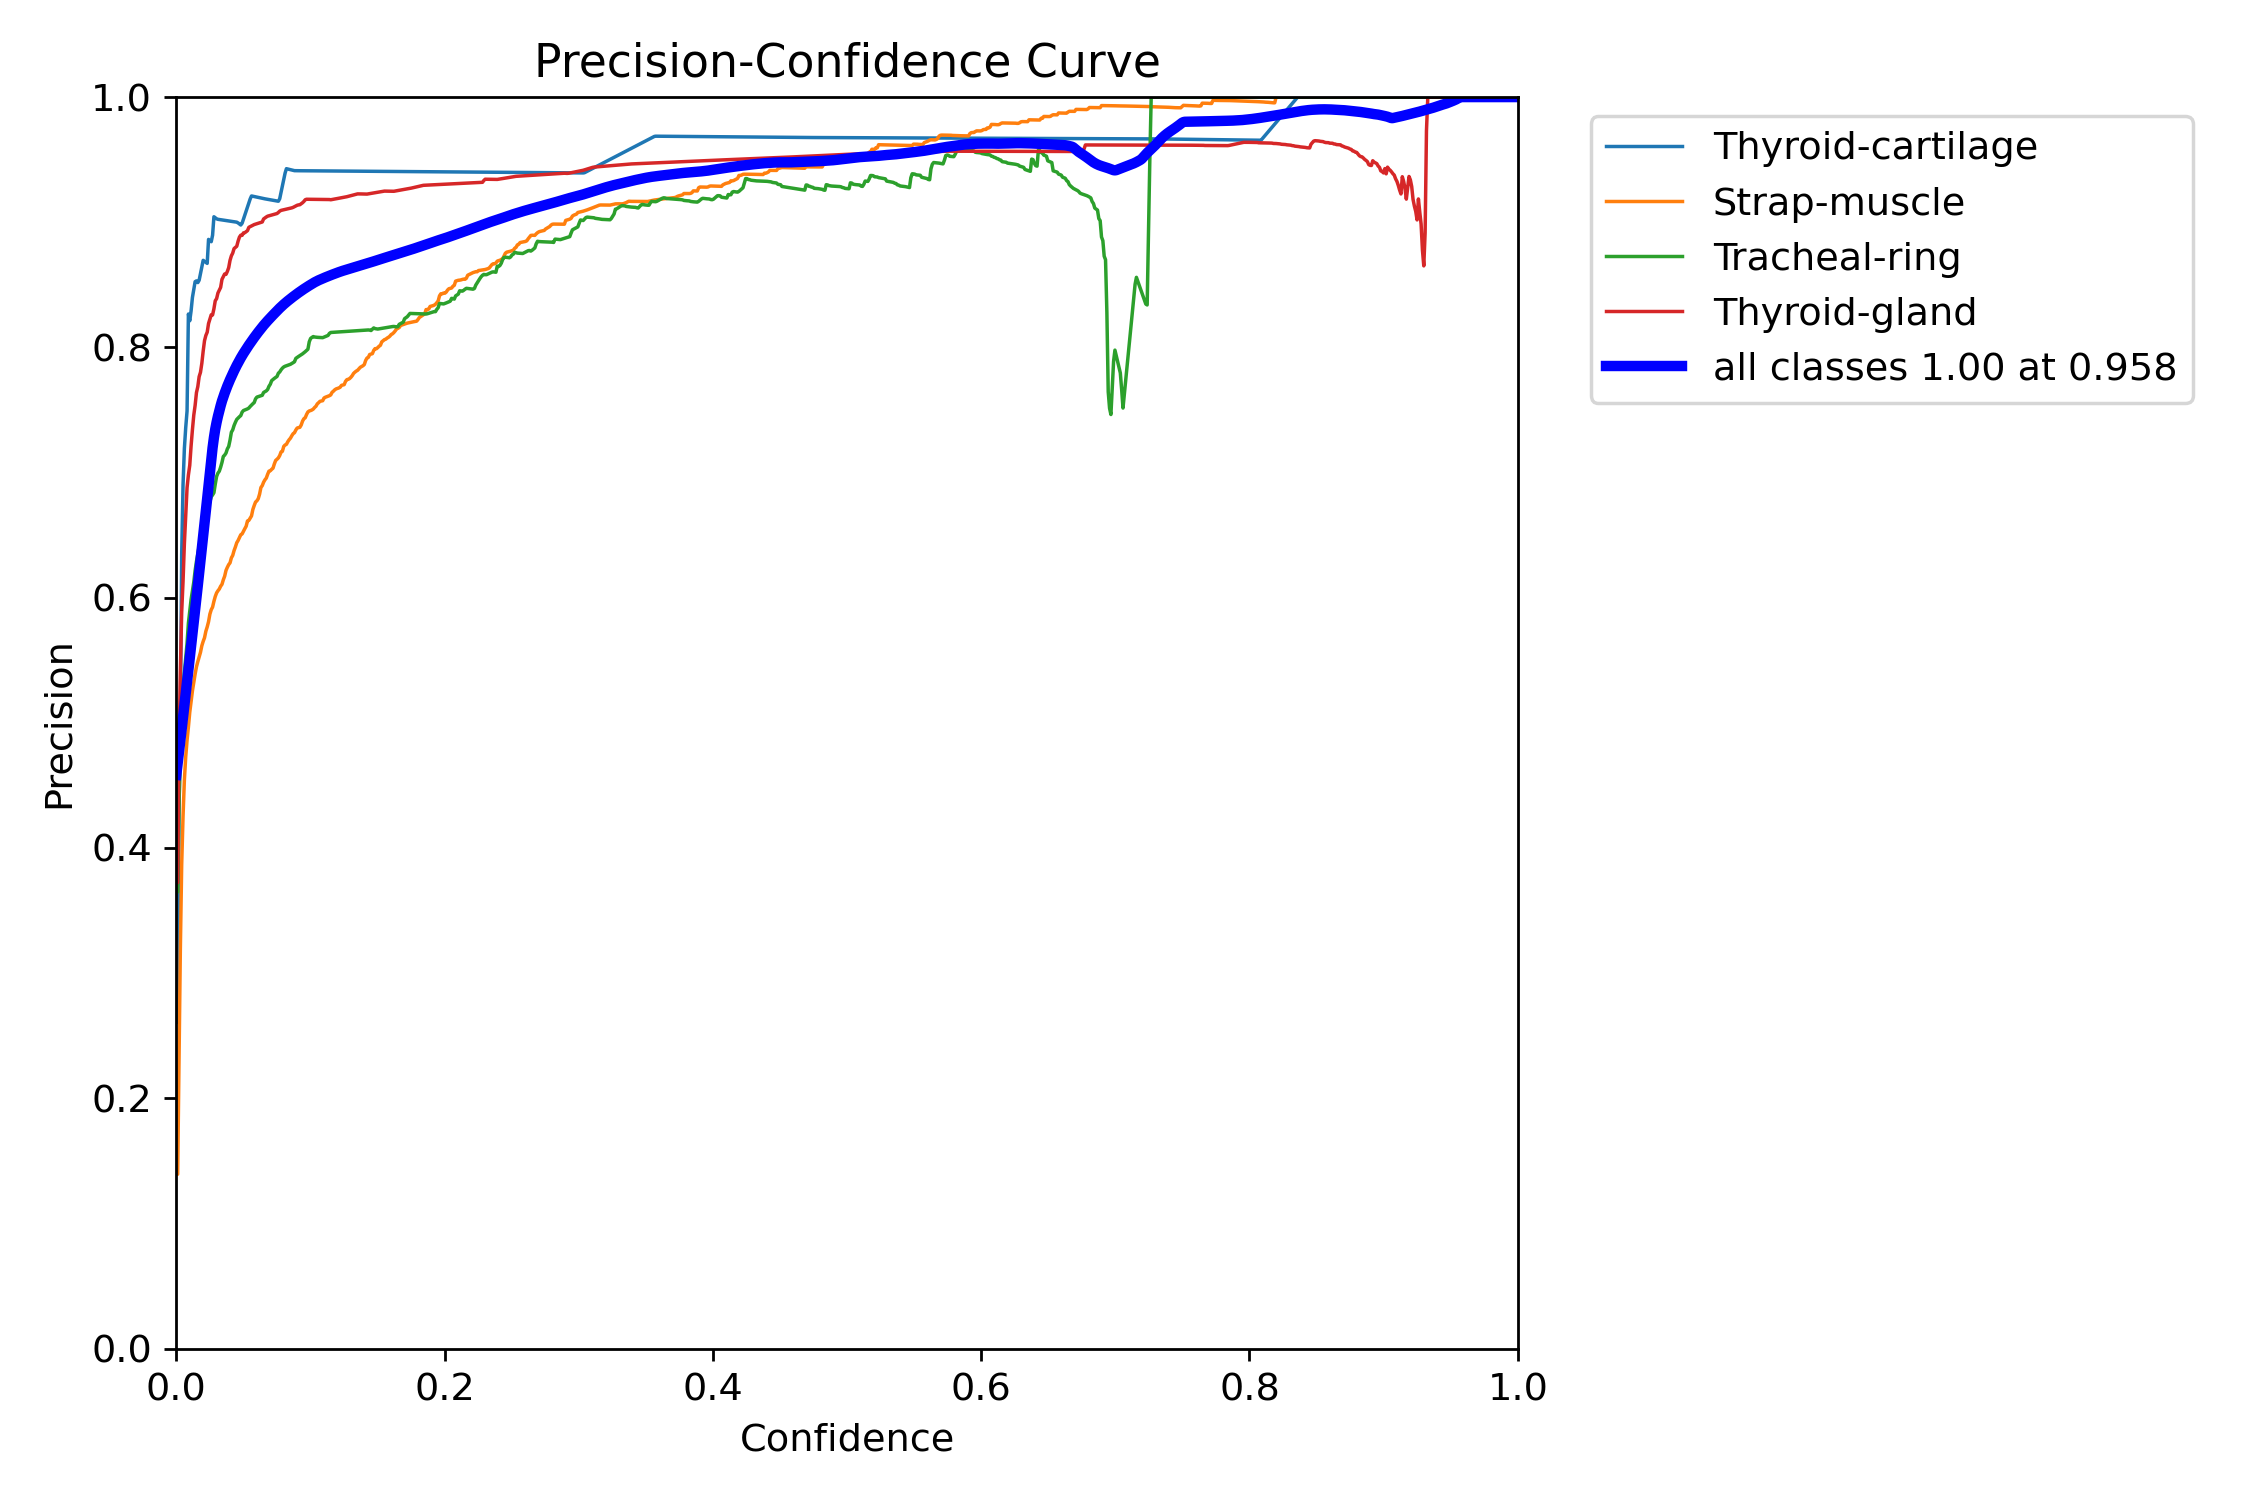 Precision-Confidence Curve
1.0
0.8
0.6
0.4
0.2
0.0
Precision
0.0 0.2 0.4 0.6 0.8 1.0
Confidence
Thyroid-cartilage
Strap-muscle
Tracheal-ring
Thyroid-gland
all classes 1.00 at 0.958